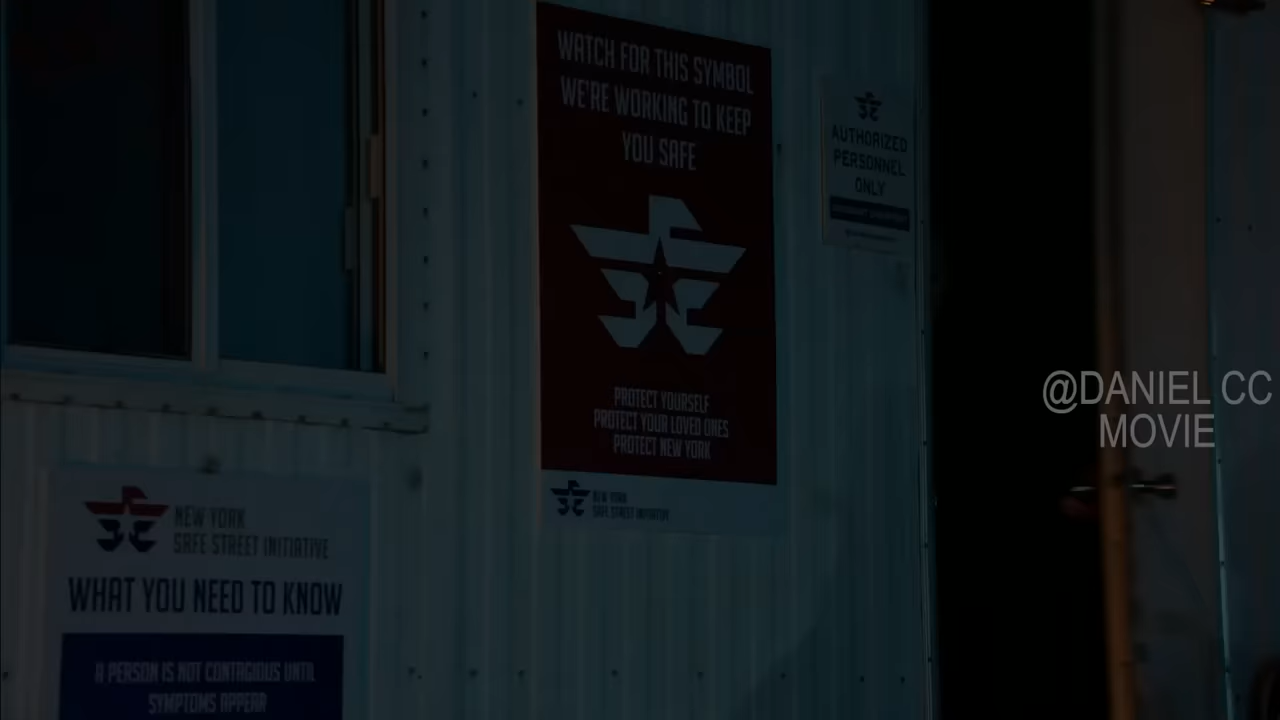 WATCH FOR THIS SYMBOL
WE'RE WORKING TO KEEP
YOU SAFE
PROTECT YOURSELF
PROTECT YOUR LOVED ONES
PROTECT NEW YORK
NEW YORK
SAFE STREET INITIATIVE
AUTHORIZED
PERSONNEL
ONLY
@DANIEL CC
MOVIE
NEW YORK
SAFE STREET INITIATIVE
WHAT YOU NEED TO KNOW
A PERSON IS NOT CONTAGIOUS UNTIL
SYMPTOMS APPEAR